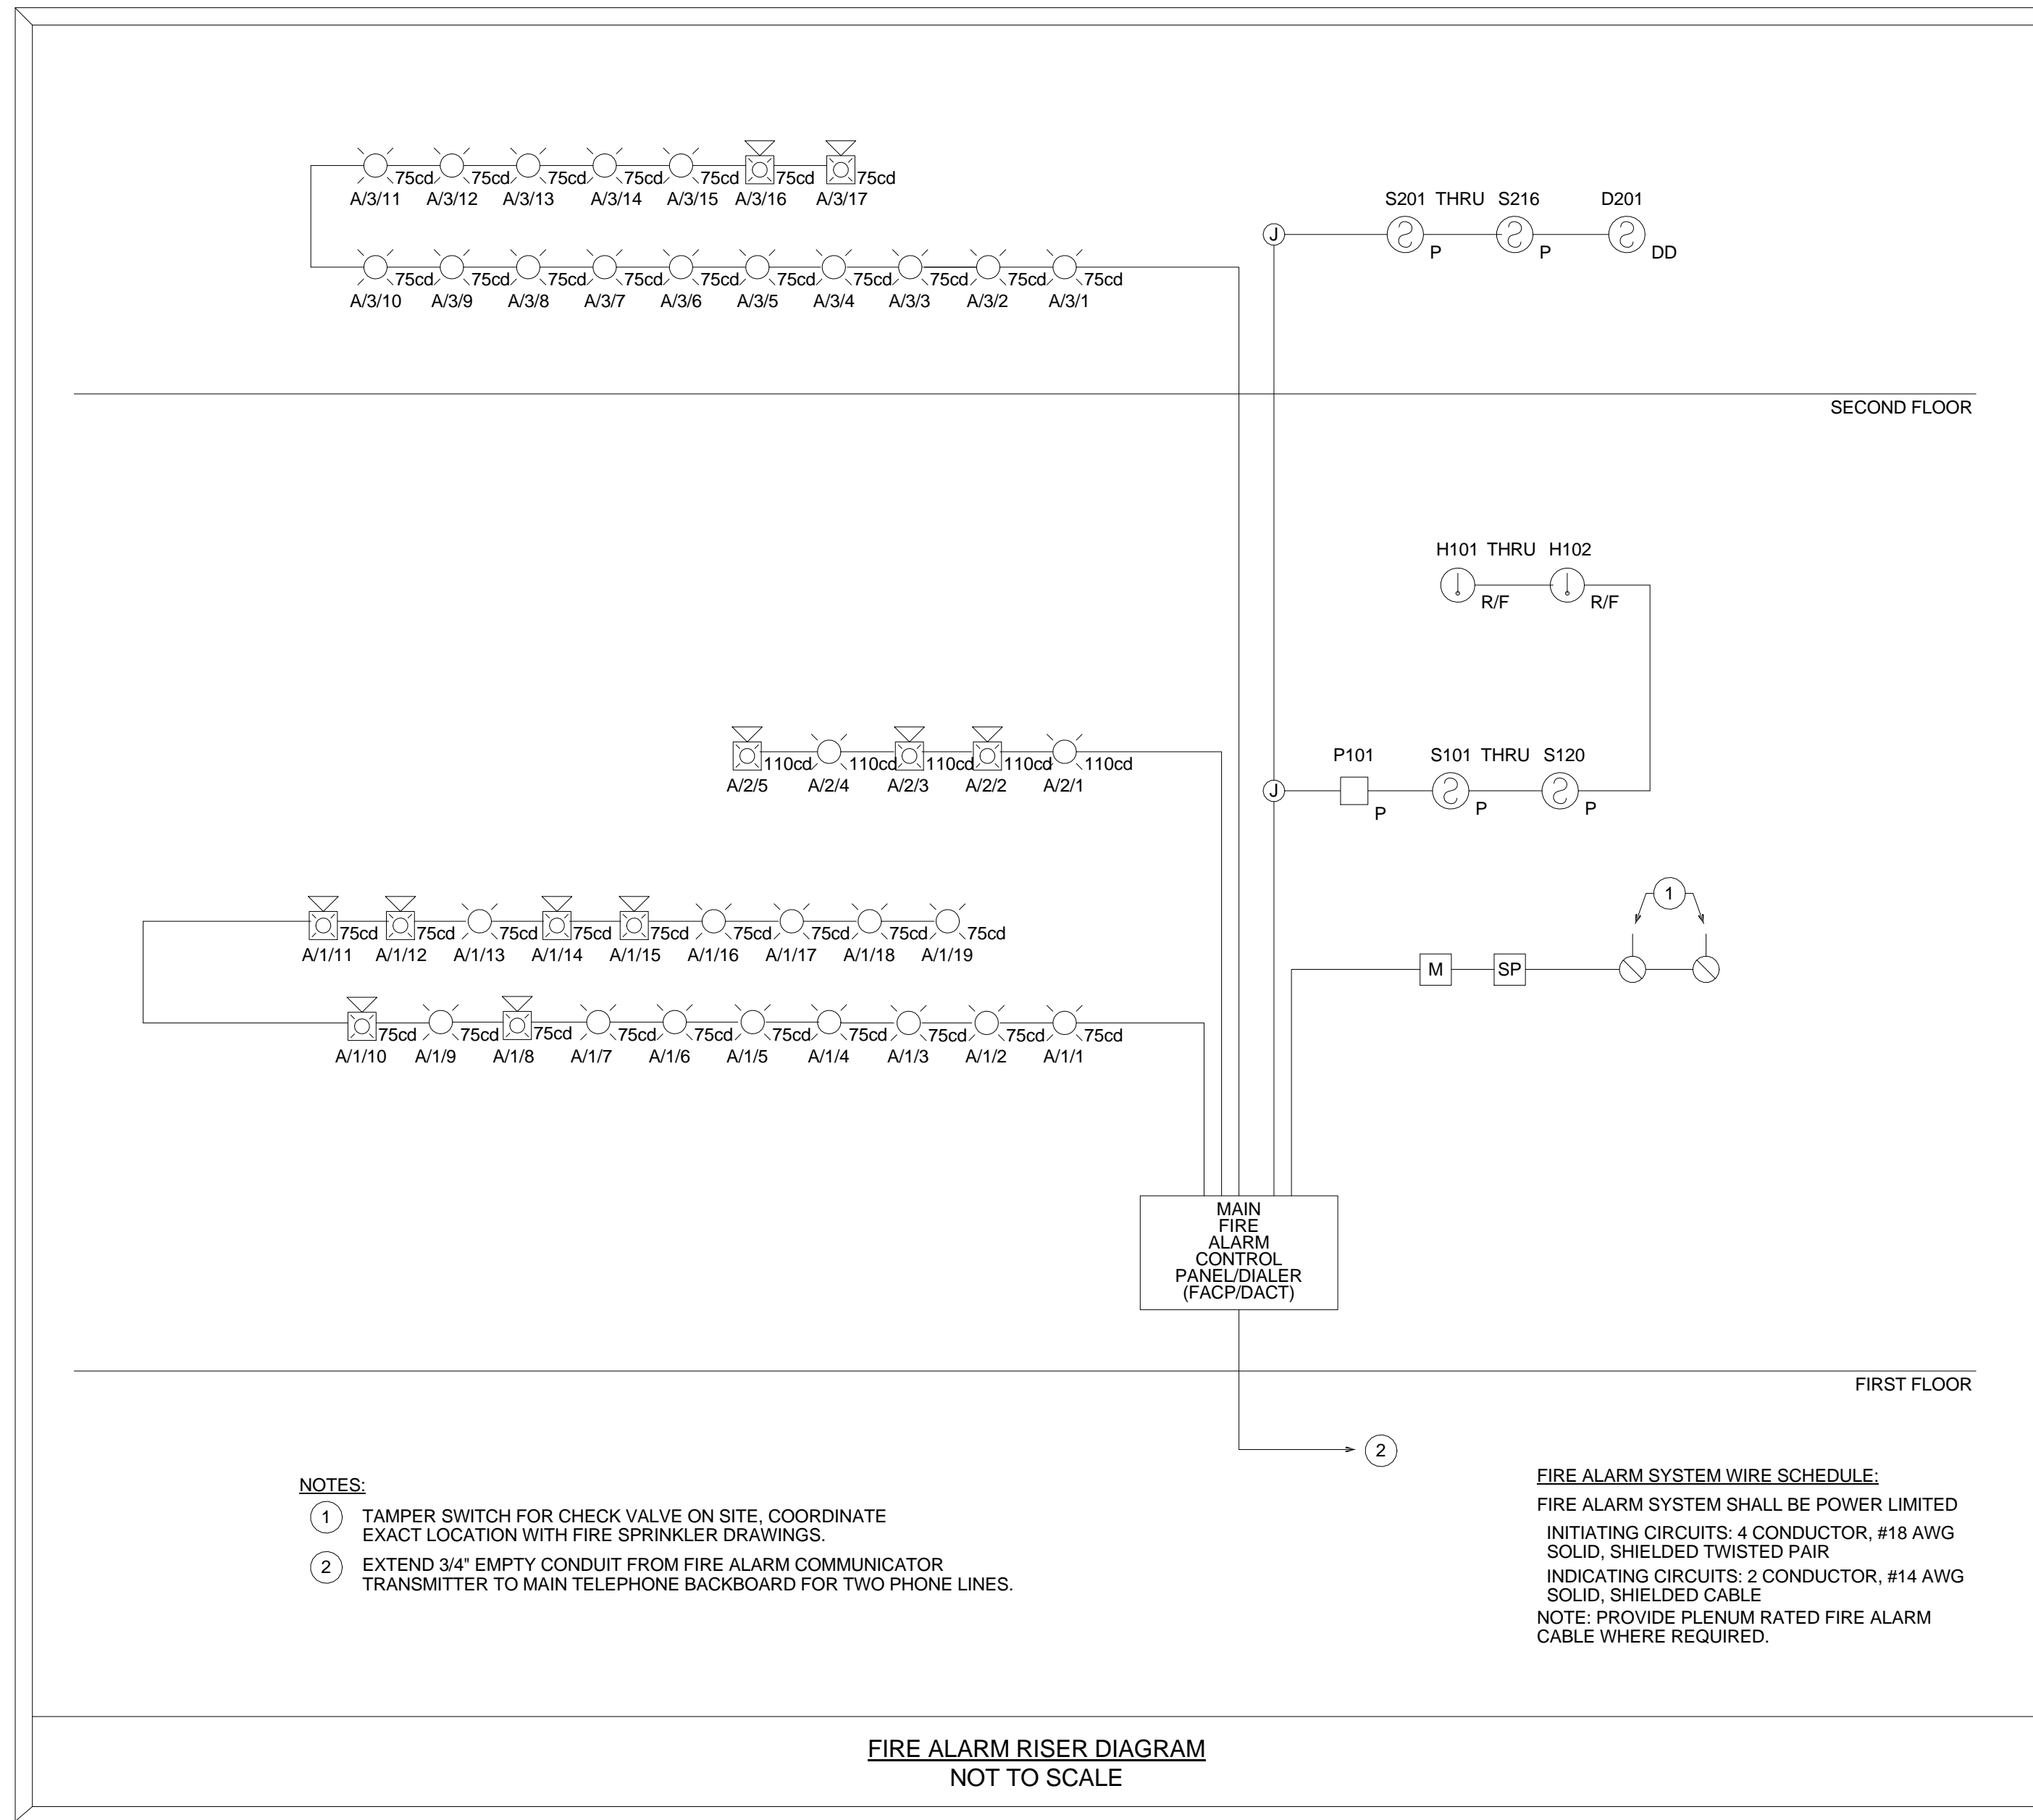 75cd 75cd 75cd 75cd 75cd 75cd 75cd
A/3/11 A/3/12 A/3/13 A/3/14 A/3/15 A/3/16 A/3/17
S201 THRU S216 D201
J
P P DD
75cd 75cd 75cd 75cd 75cd 75cd 75cd 75cd 75cd 75cd
A/3/10 A/3/9 A/3/8 A/3/7 A/3/6 A/3/5 A/3/4 A/3/3 A/3/2 A/3/1
SECOND FLOOR
H101 THRU H102
R/F R/F
P101 S101 THRU S120
J
P P P
110cd 110cd 110cd 110cd 110cd
A/2/5 A/2/4 A/2/3 A/2/2 A/2/1
1
75cd 75cd 75cd 75cd 75cd 75cd 75cd 75cd 75cd
A/1/11 A/1/12 A/1/13 A/1/14 A/1/15 A/1/16 A/1/17 A/1/18 A/1/19
M SP
75cd 75cd 75cd 75cd 75cd 75cd 75cd 75cd 75cd 75cd
A/1/10 A/1/9 A/1/8 A/1/7 A/1/6 A/1/5 A/1/4 A/1/3 A/1/2 A/1/1
MAIN
FIRE
ALARM
CONTROL
PANEL/DIALER
(FACP/DACT)
FIRST FLOOR
2
NOTES:
1 TAMPER SWITCH FOR CHECK VALVE ON SITE, COORDINATE
EXACT LOCATION WITH FIRE SPRINKLER DRAWINGS.
2 EXTEND 3/4" EMPTY CONDUIT FROM FIRE ALARM COMMUNICATOR
TRANSMITTER TO MAIN TELEPHONE BACKBOARD FOR TWO PHONE LINES.
FIRE ALARM SYSTEM WIRE SCHEDULE:
FIRE ALARM SYSTEM SHALL BE POWER LIMITED
INITIATING CIRCUITS: 4 CONDUCTOR, #18 AWG
SOLID, SHIELDED TWISTED PAIR
INDICATING CIRCUITS: 2 CONDUCTOR, #14 AWG
SOLID, SHIELDED CABLE
NOTE: PROVIDE PLENUM RATED FIRE ALARM
CABLE WHERE REQUIRED.
FIRE ALARM RISER DIAGRAM
NOT TO SCALE